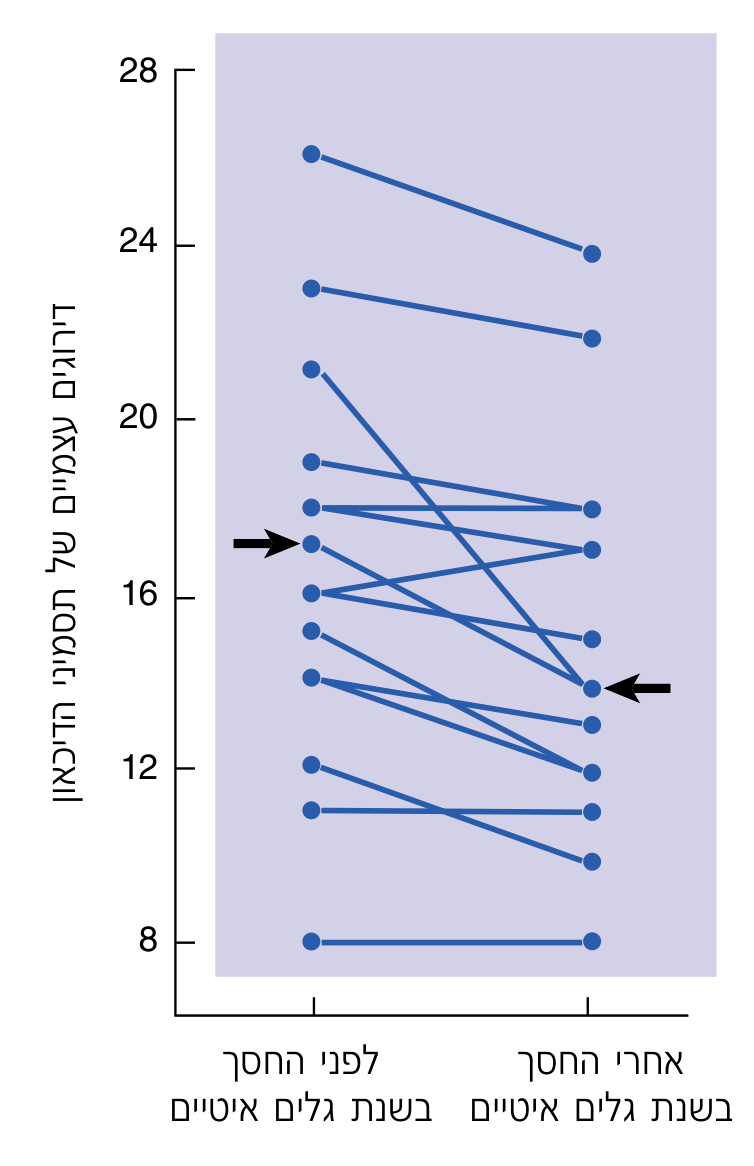 28
24
20
16
12
8
דירוגים עצמיים של תסמיני הדיכאון
לפני החסך
בשנת גלים איטיים
אחרי החסך
בשנת גלים איטיים